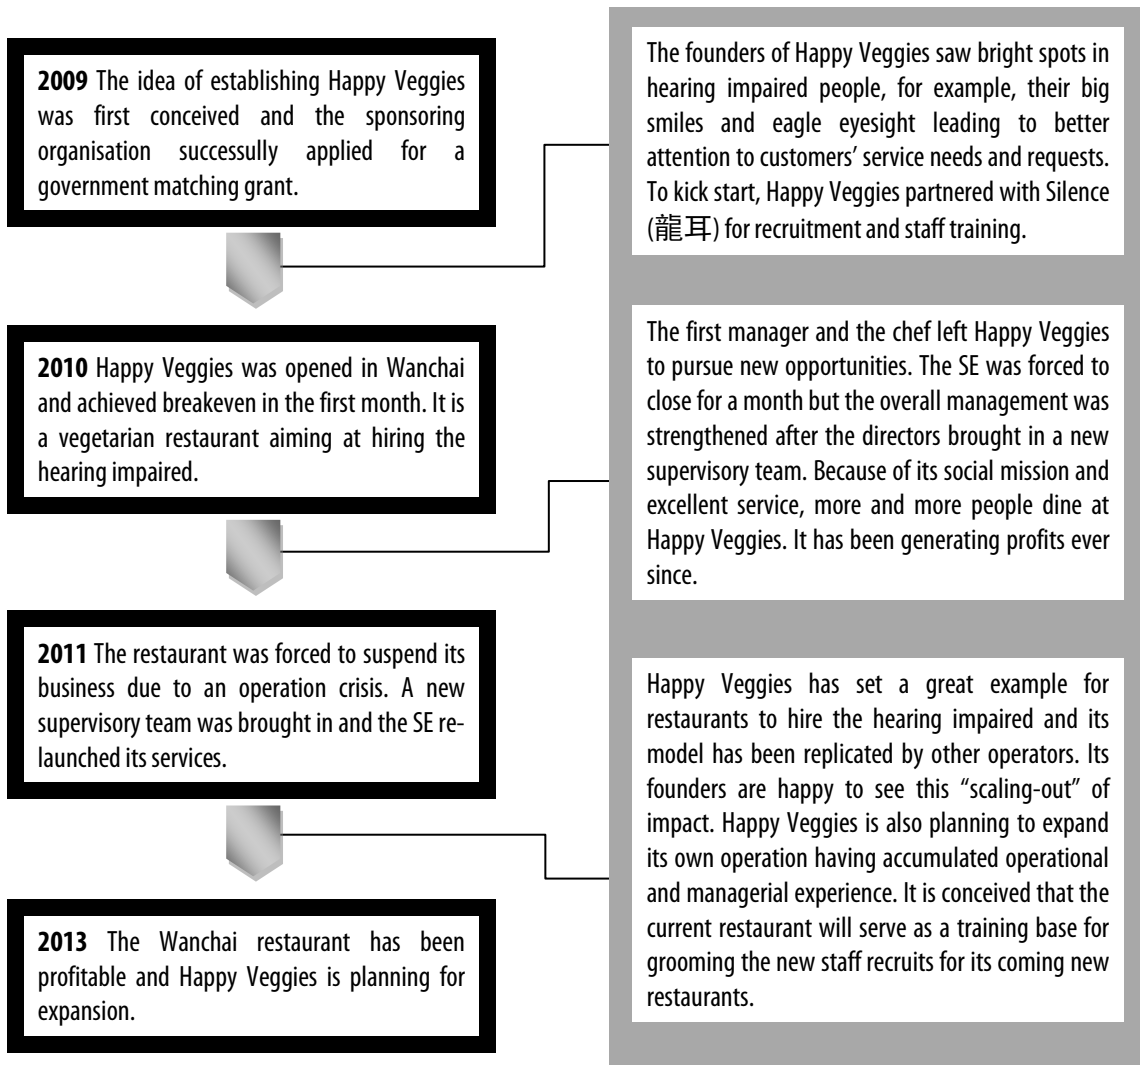 2009 The idea of establishing Happy Veggies
was first conceived and the sponsoring
organisation successully applied for a
government matching grant.
The founders of Happy Veggies saw bright spots in
hearing impaired people, for example, their big
smiles and eagle eyesight leading to better
attention to customers’ service needs and requests.
To kick start, Happy Veggies partnered with Silence
(龍耳) for recruitment and staff training.
2010 Happy Veggies was opened in Wanchai
and achieved breakeven in the first month. It is
a vegetarian restaurant aiming at hiring the
hearing impaired.
The first manager and the chef left Happy Veggies
to pursue new opportunities. The SE was forced to
close for a month but the overall management was
strengthened after the directors brought in a new
supervisory team. Because of its social mission and
excellent service, more and more people dine at
Happy Veggies. It has been generating profits ever
since.
2011 The restaurant was forced to suspend its
business due to an operation crisis. A new
supervisory team was brought in and the SE re-
launched its services.
Happy Veggies has set a great example for
restaurants to hire the hearing impaired and its
model has been replicated by other operators. Its
founders are happy to see this “scaling-out” of
impact. Happy Veggies is also planning to expand
its own operation having accumulated operational
and managerial experience. It is conceived that the
current restaurant will serve as a training base for
grooming the new staff recruits for its coming new
restaurants.
2013 The Wanchai restaurant has been
profitable and Happy Veggies is planning for
expansion.